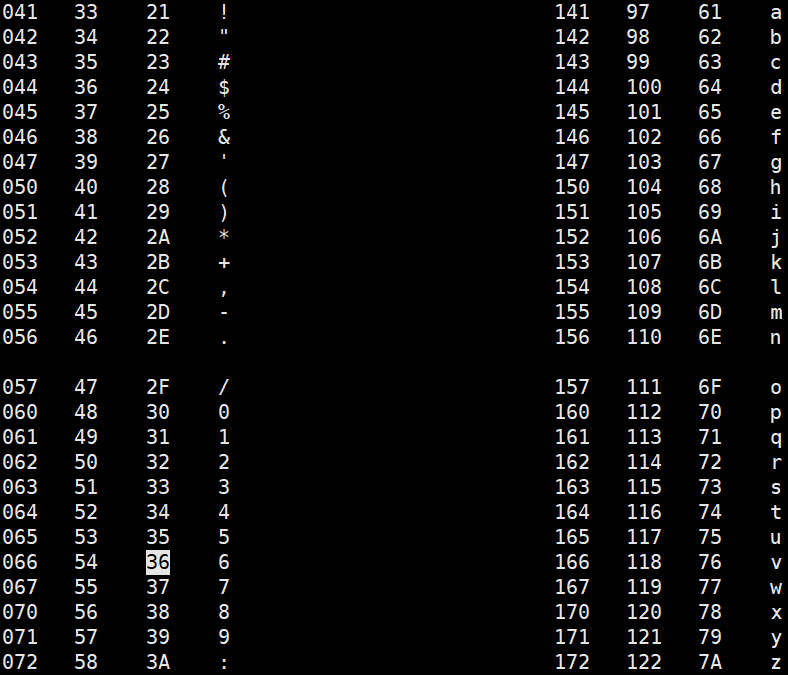 041 33 21 ! 141 97 61 a
042 34 22 " 142 98 62 b
043 35 23 # 143 99 63 c
044 36 24 $ 144 100 64 d
045 37 25 % 145 101 65 e
046 38 26 & 146 102 66 f
047 39 27 ' 147 103 67 g
050 40 28 ( 150 104 68 h
051 41 29 ) 151 105 69 i
052 42 2A * 152 106 6A j
053 43 2B + 153 107 6B k
054 44 2C , 154 108 6C l
055 45 2D - 155 109 6D m
056 46 2E . 156 110 6E n
057 47 2F / 157 111 6F o
060 48 30 0 160 112 70 p
061 49 31 1 161 113 71 q
062 50 32 2 162 114 72 r
063 51 33 3 163 115 73 s
064 52 34 4 164 116 74 t
065 53 35 5 165 117 75 u
066 54 36 6 166 118 76 v
067 55 37 7 167 119 77 w
070 56 38 8 170 120 78 x
071 57 39 9 171 121 79 y
072 58 3A : 172 122 7A z